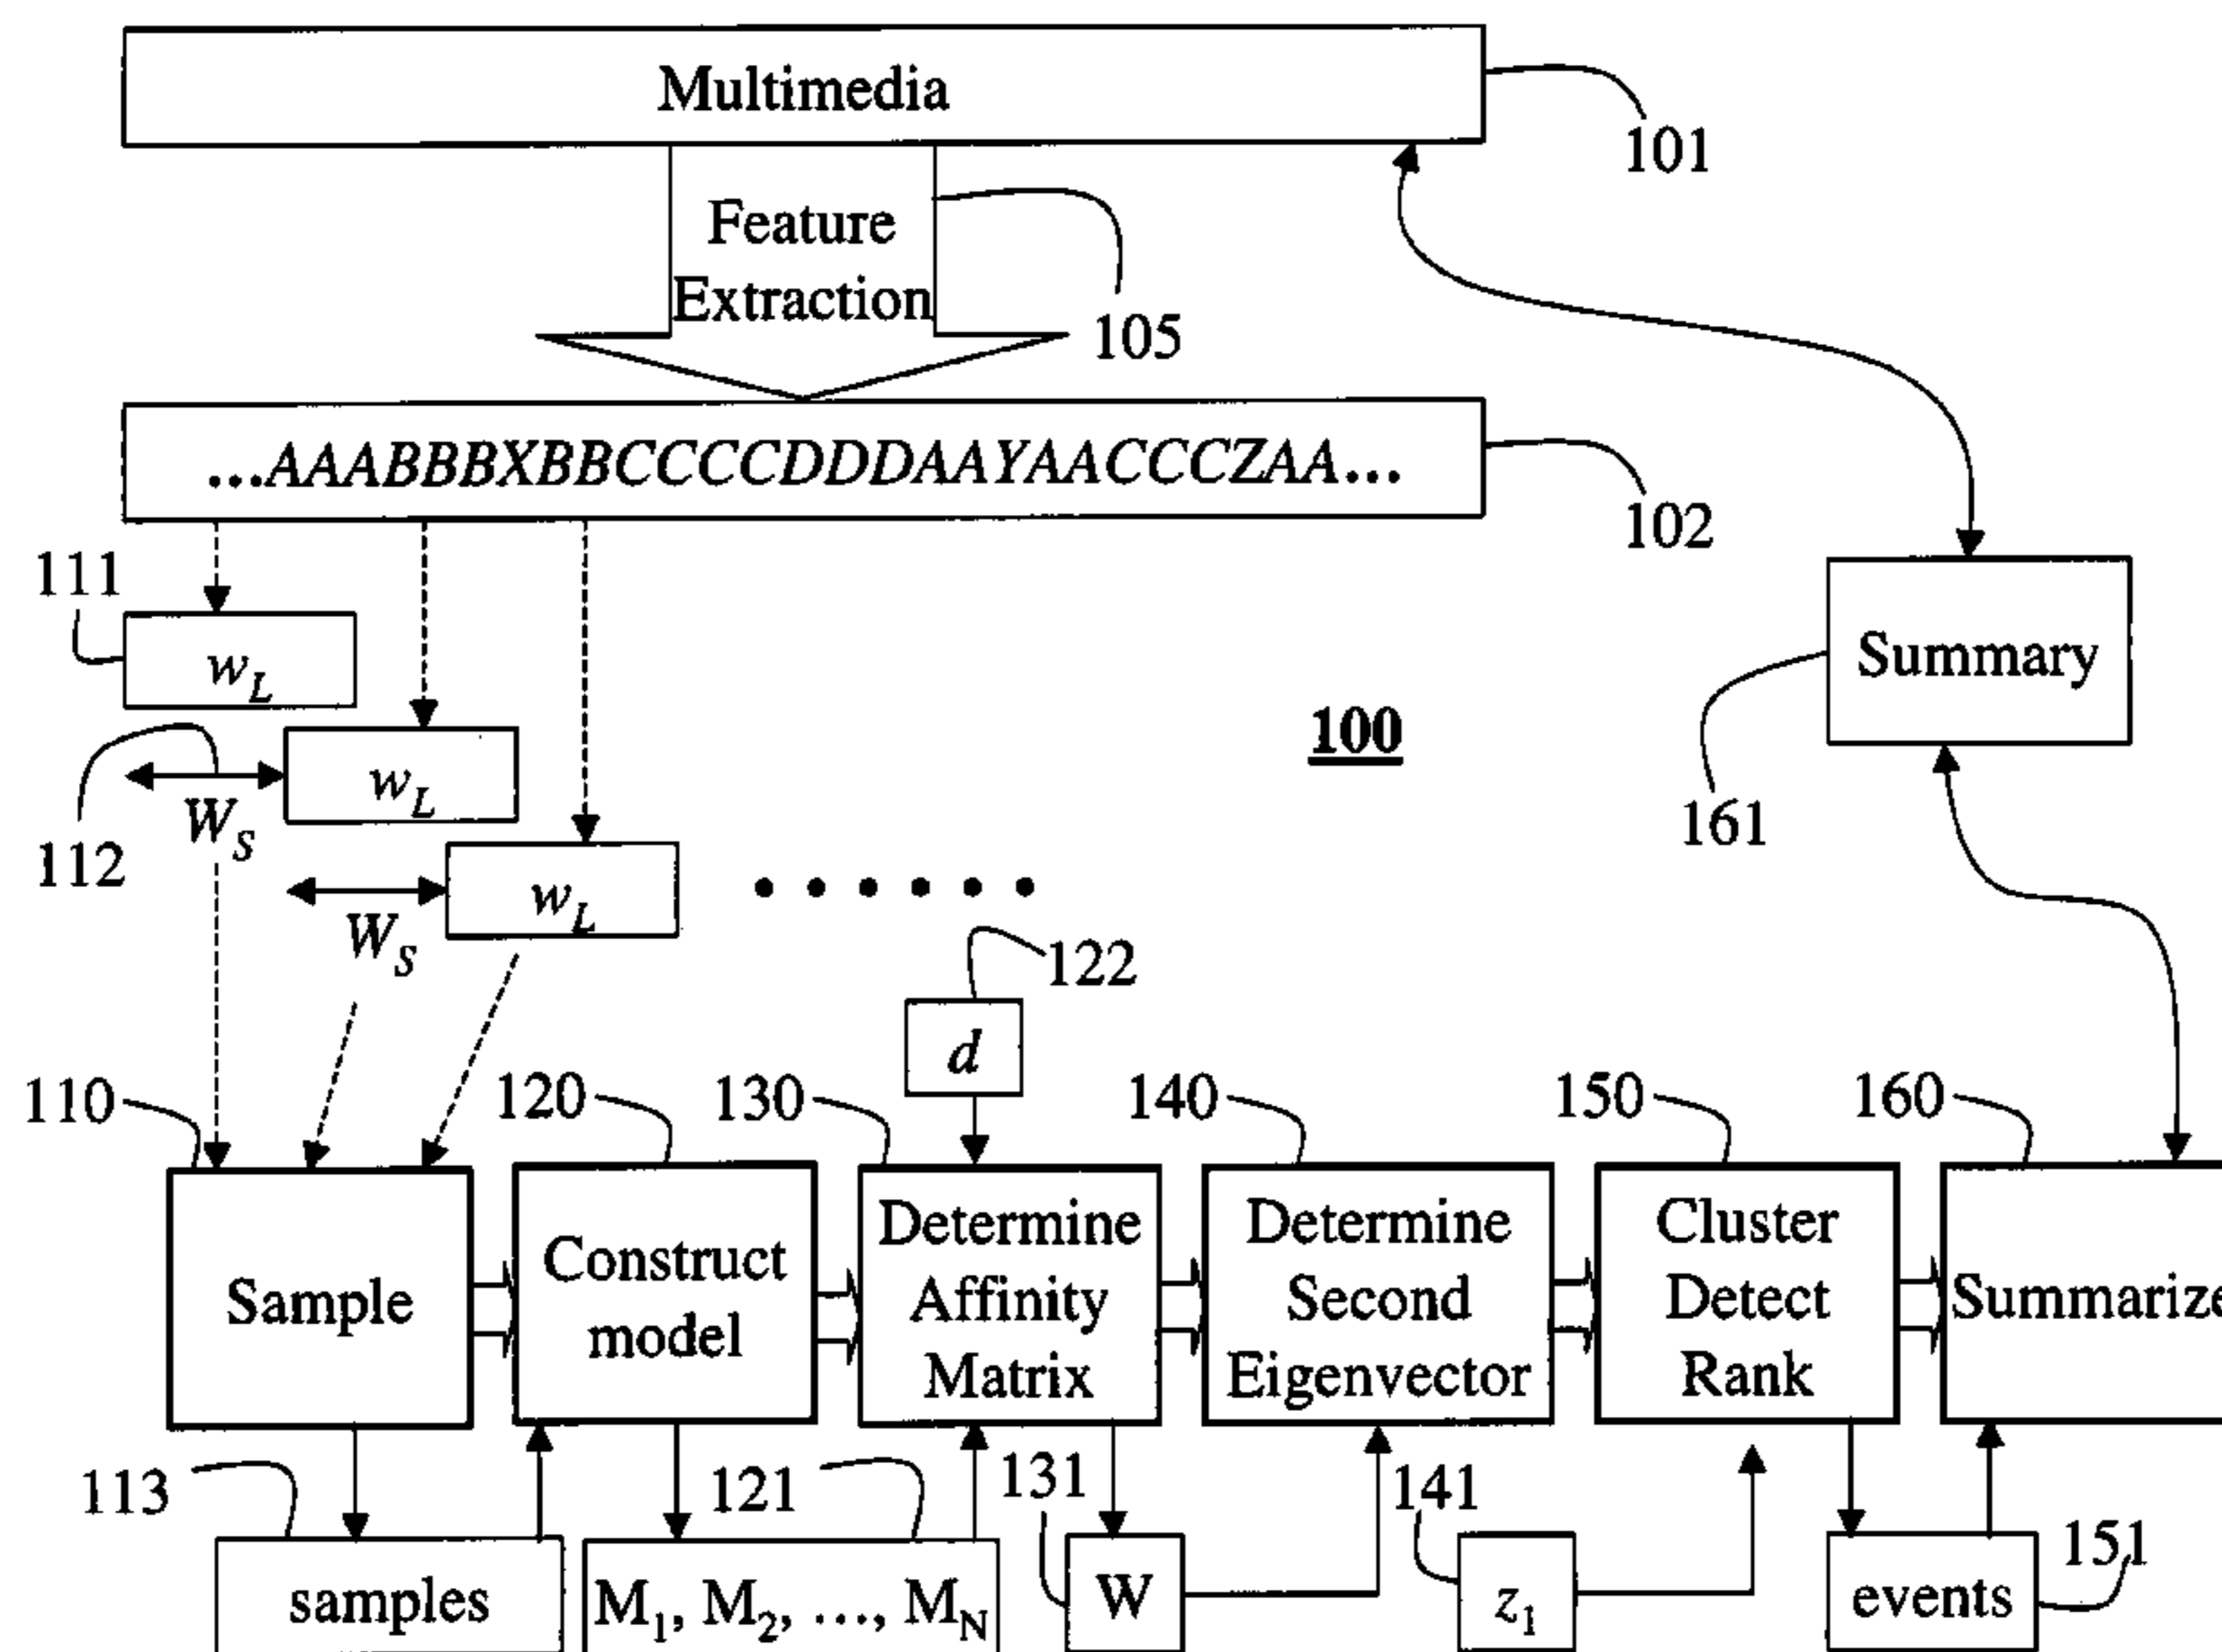 Multimedia
101
Feature
Extraction
105
...AAABBBXBBCCCCDDDAAYAACCCZAA...
102
111
w_L
Summary
100
w_L
161
W_S
112
w_L
W_S
122
d
110
120
130
140
150
160
Sample
Construct
model
Determine
Affinity
Matrix
Determine
Second
Eigenvector
Cluster
Detect
Rank
Summarize
113
121
131
141
151
samples
M_1, M_2, ..., M_N
W
z_1
events